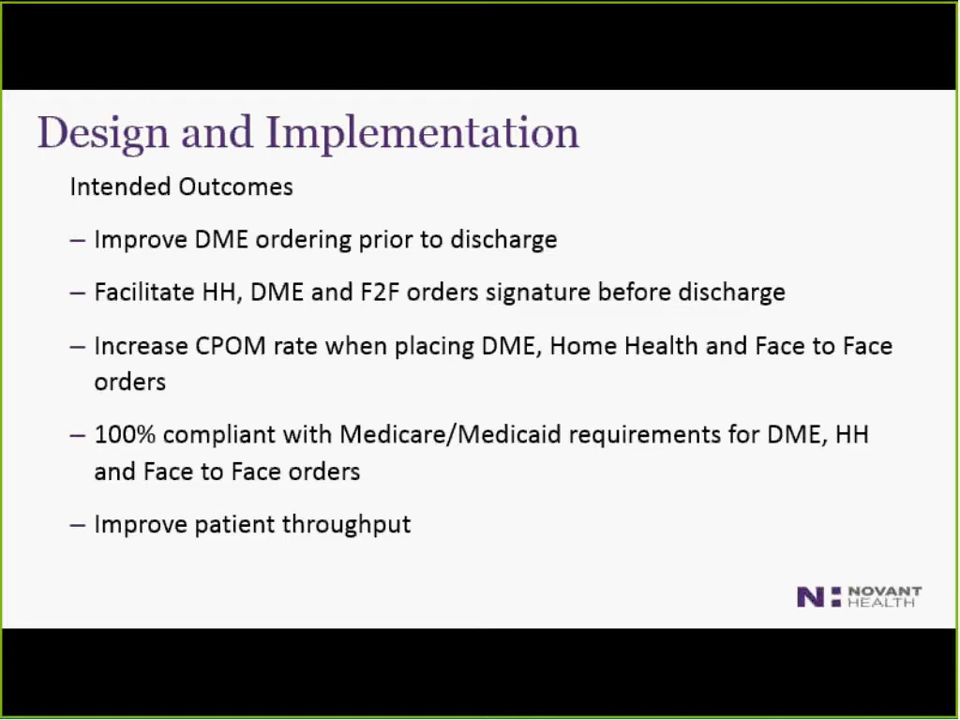 Design and Implementation
Intended Outcomes
– Improve DME ordering prior to discharge
– Facilitate HH, DME and F2F orders signature before discharge
– Increase CPOM rate when placing DME, Home Health and Face to Face
orders
– 100% compliant with Medicare/Medicaid requirements for DME, HH
and Face to Face orders
– Improve patient throughput
N: NOVANT
HEALTH